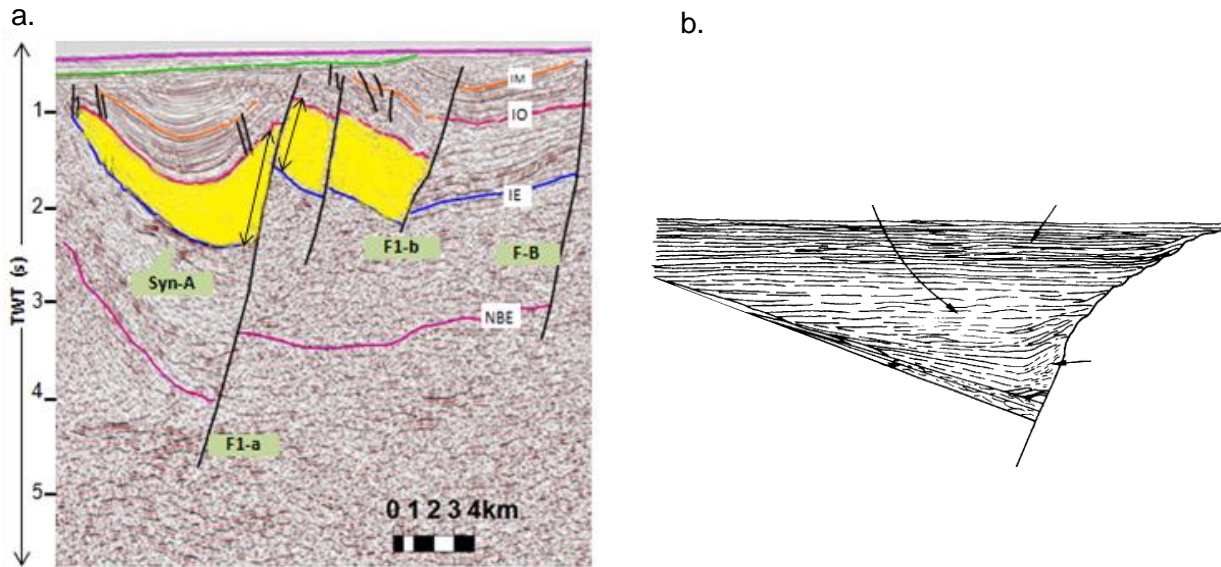 a.
b.
TWT (s)
1
2
3
4
5
IM
IO
IE
NBE
Syn-A
F1-b
F-B
F1-a
0 1 2 3 4km